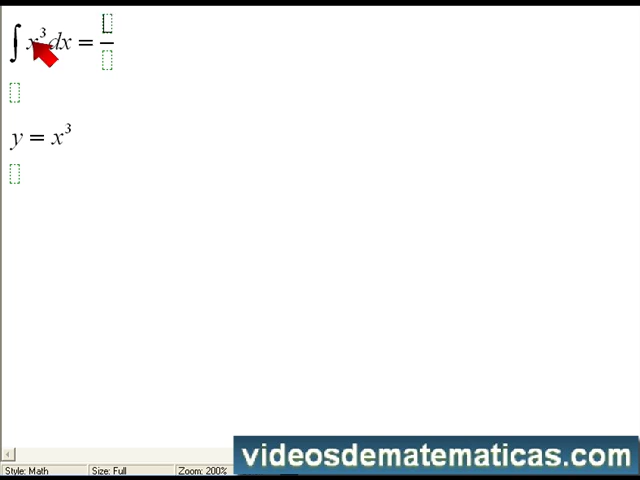 ∫ x³ dx =
y = x³
videosdematematicas.com
Style: Math Size: Full Zoom: 200%